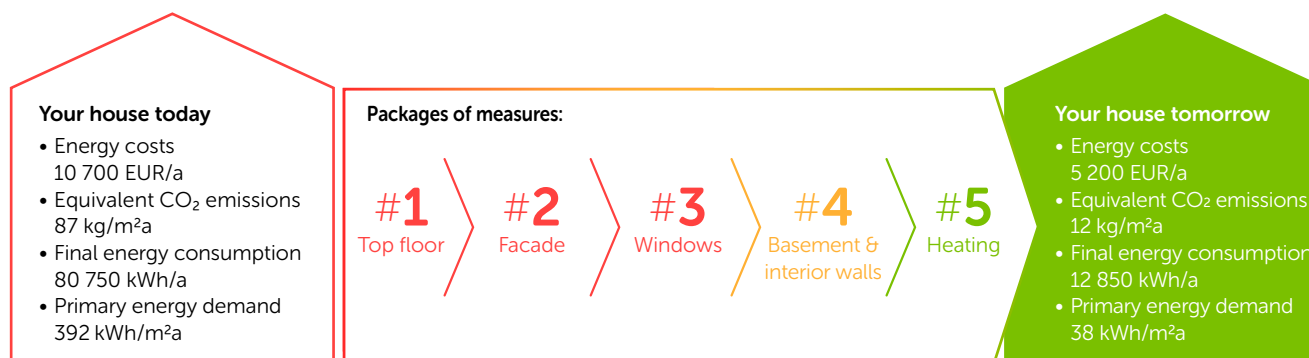 Your house today
• Energy costs
10 700 EUR/a
• Equivalent CO₂ emissions
87 kg/m²a
• Final energy consumption
80 750 kWh/a
• Primary energy demand
392 kWh/m²a
Packages of measures:
#1
Top floor
#2
Facade
#3
Windows
#4
Basement &
interior walls
#5
Heating
Your house tomorrow
• Energy costs
5 200 EUR/a
• Equivalent CO₂ emissions
12 kg/m²a
• Final energy consumption
12 850 kWh/a
• Primary energy demand
38 kWh/m²a